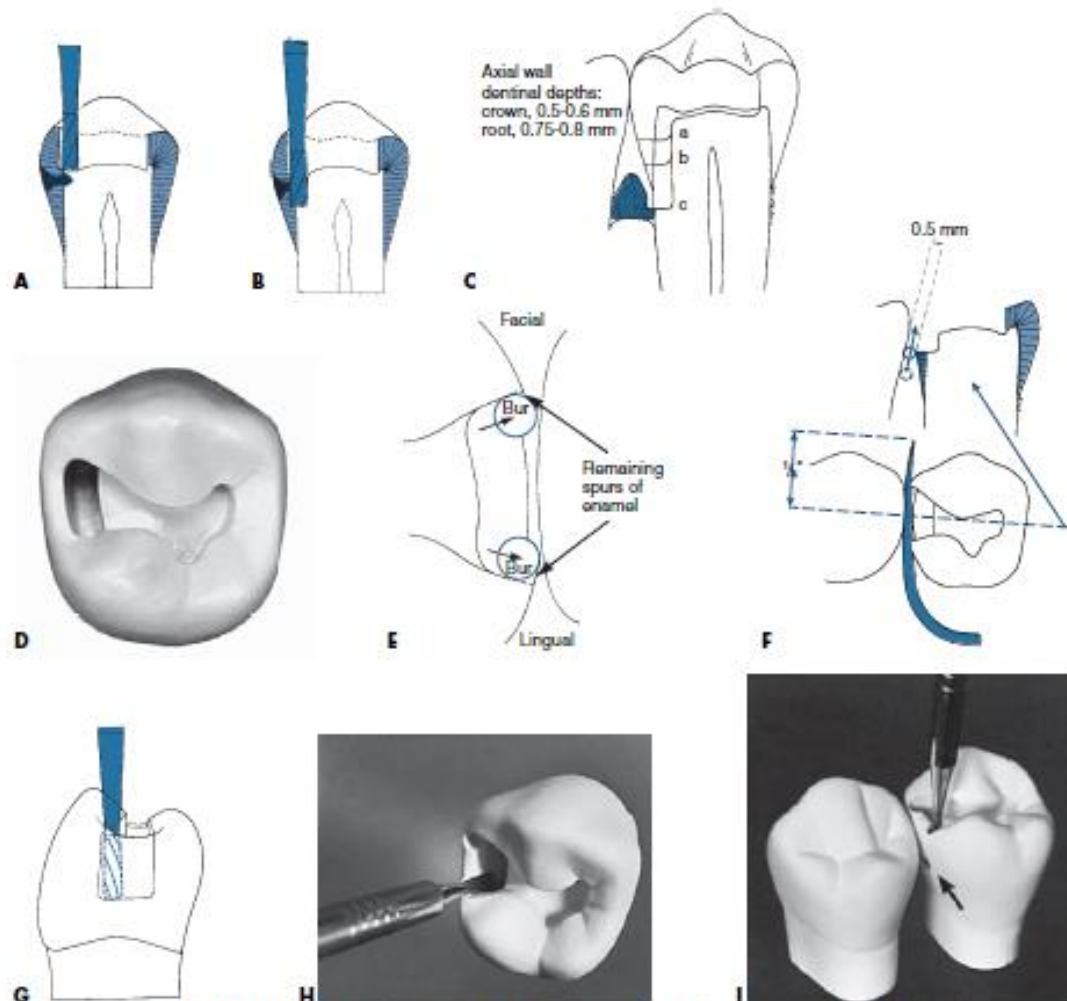 Axial wall
dentinal depths:
crown, 0.5-0.6 mm
root, 0.75-0.8 mm
a
b
c
A
B
C
0.5 mm
Facial
Bur
Remaining
spurs of
enamel
Bur
Lingual
D
E
F
G
H
I